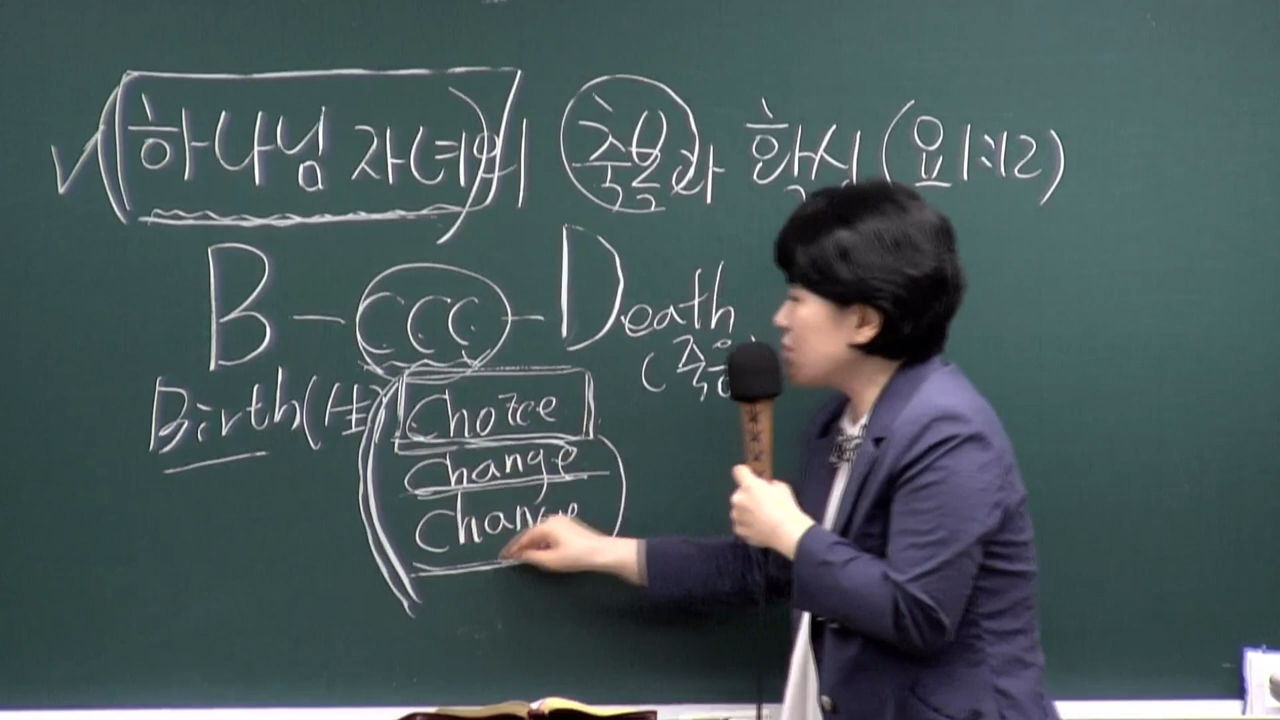 하나님 자녀의 축복과 확신 (요1:12)
B - CCC - Death
Birth(生) (죽음)
Choice
Change
Change